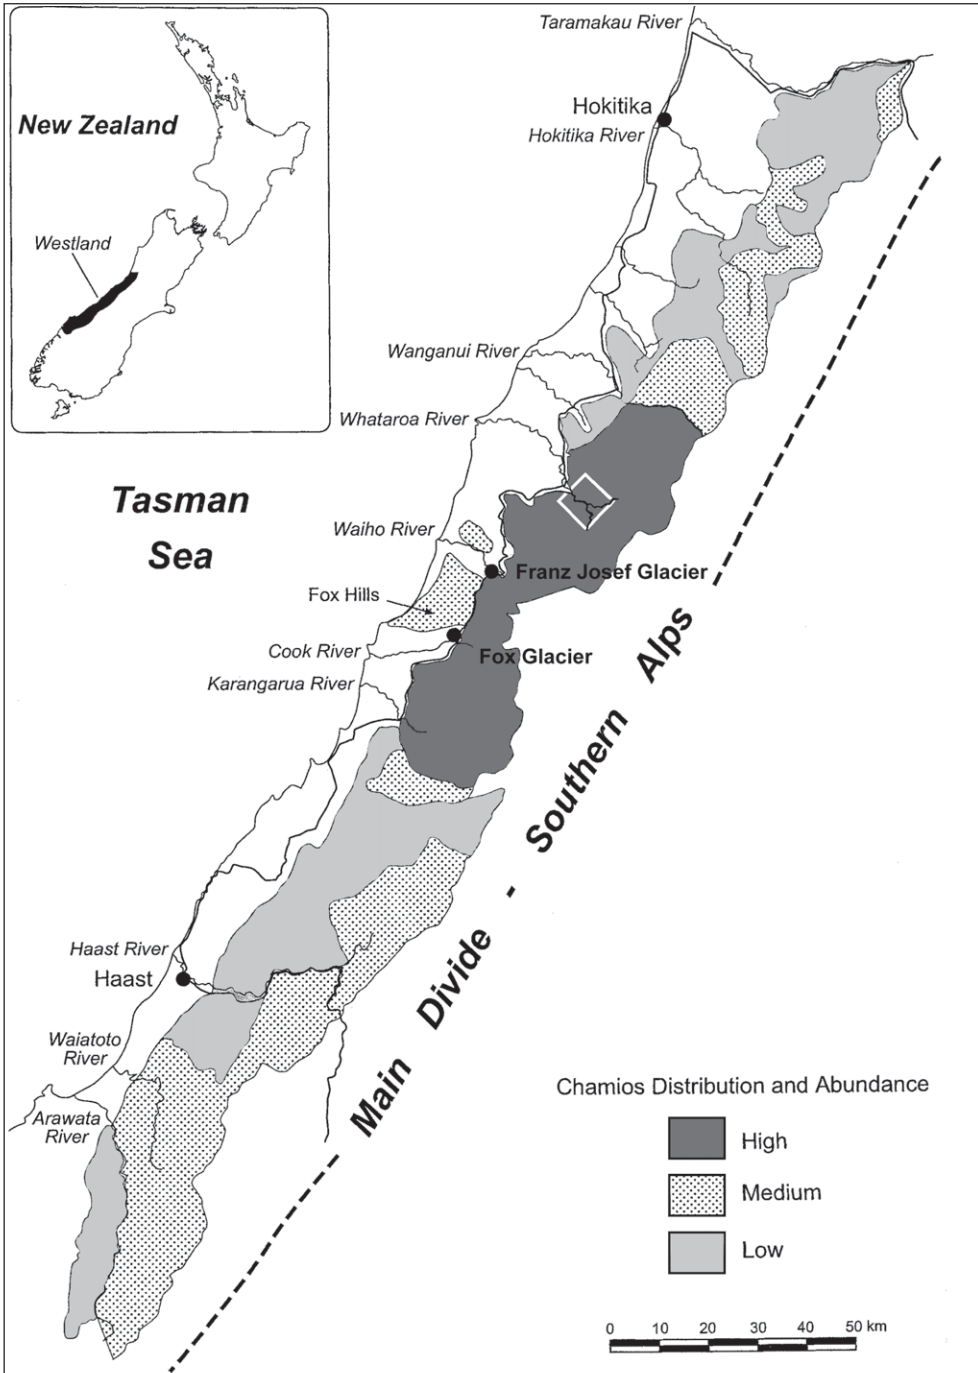 Taramakau River
New Zealand
Hokitika
Hokitika River
Westland
Wanganui River
Whataroa River
Tasman
Sea
Waiho River
Franz Josef Glacier
Fox Hills
Cook River
Fox Glacier
Karangarua River
Main Divide - Southern Alps
Haast River
Haast
Waiatoto
River
Arawata
River
Chamios Distribution and Abundance
High
Medium
Low
0 10 20 30 40 50 km